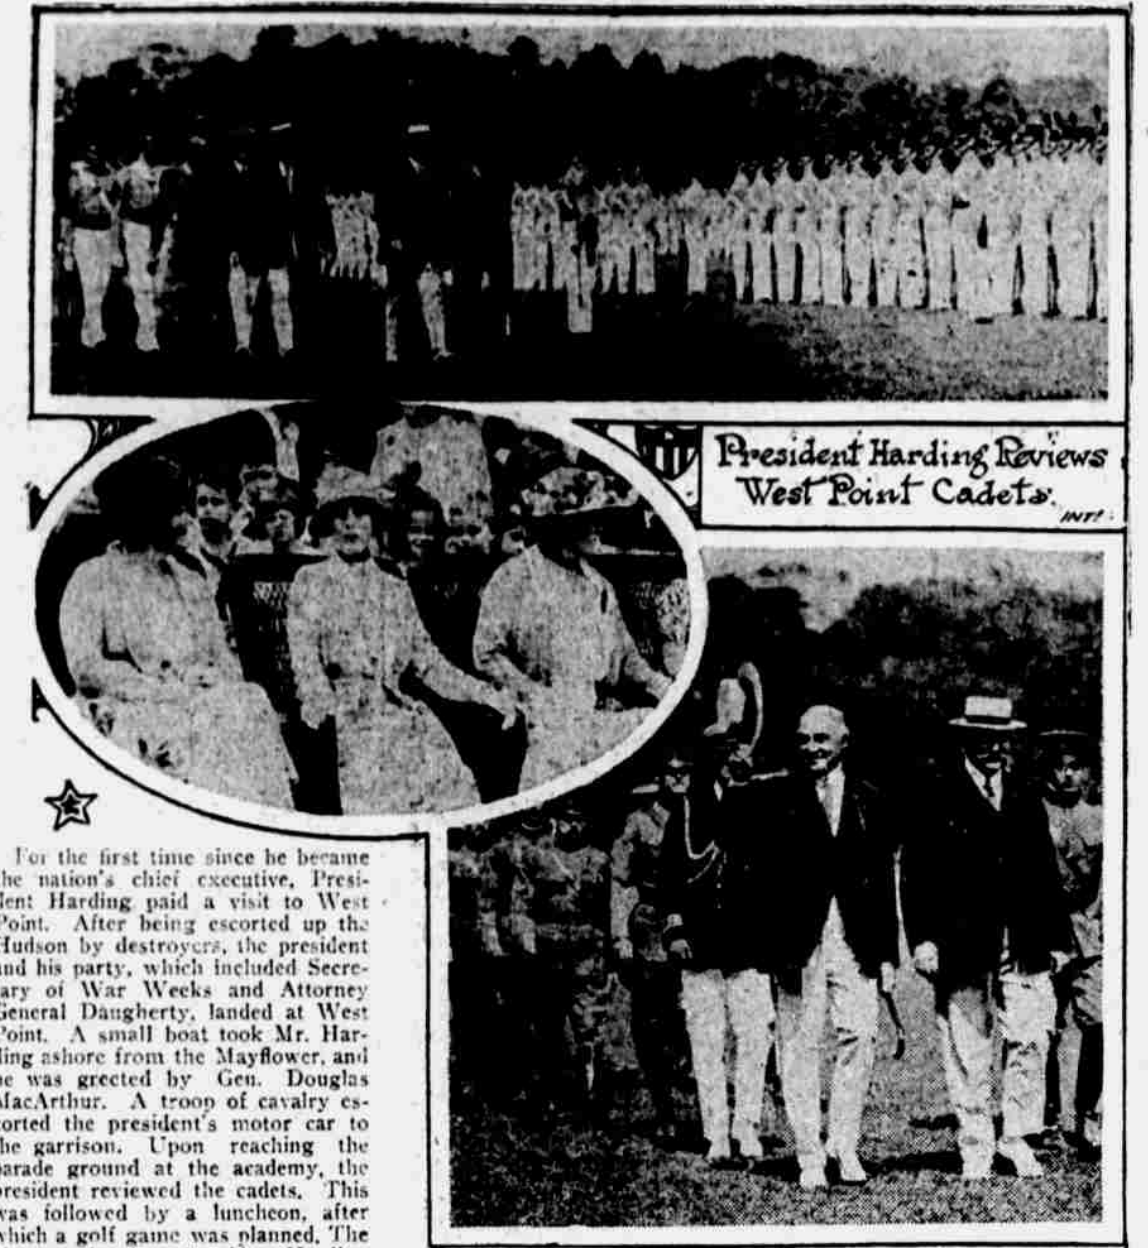 President Harding Reviews
West Point Cadets.
INT'L
For the first time since he became
he nation's chief executive, Presi-
dent Harding paid a visit to West
Point. After being escorted up the
Hudson by destroyers, the president
and his party, which included Secre-
ary of War Weeks and Attorney
General Daugherty, landed at West
Point. A small boat took Mr. Har-
ding ashore from the Mayflower, and
he was greeted by Gen. Douglas
MacArthur. A troop of cavalry es-
corted the president's motor car to
he garrison. Upon reaching the
parade ground at the academy, the
president reviewed the cadets. This
was followed by a luncheon, after
which a golf game was planned. The